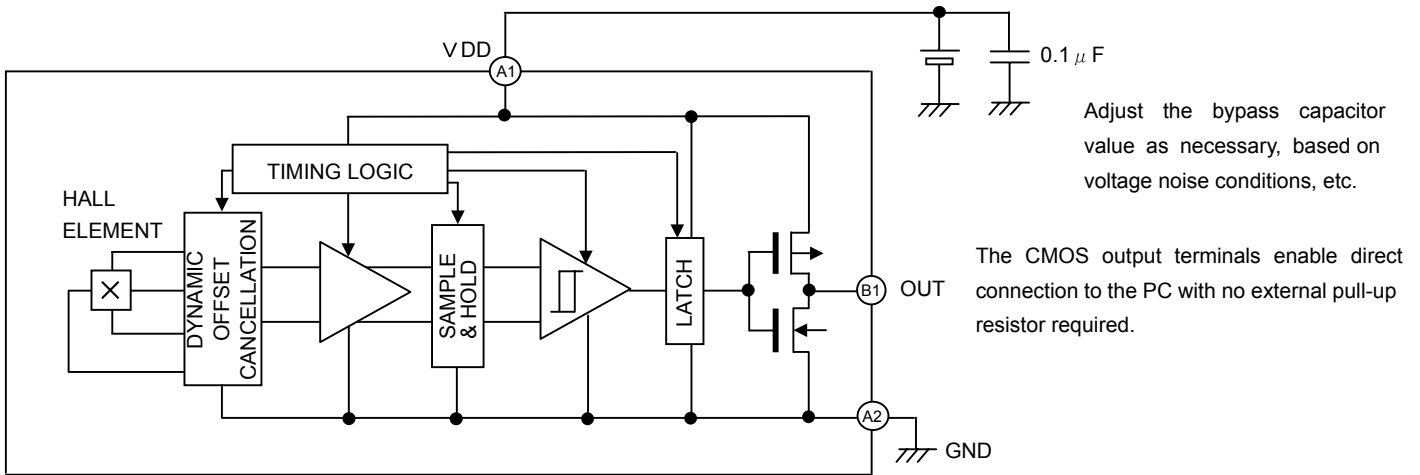 VDD
A1
0.1 μ F
Adjust the bypass capacitor
value as necessary, based on
voltage noise conditions, etc.
TIMING LOGIC
HALL
ELEMENT
DYNAMIC
OFFSET
CANCELLATION
SAMPLE
& HOLD
LATCH
The CMOS output terminals enable direct
connection to the PC with no external pull-up
resistor required.
B1
OUT
A2
GND